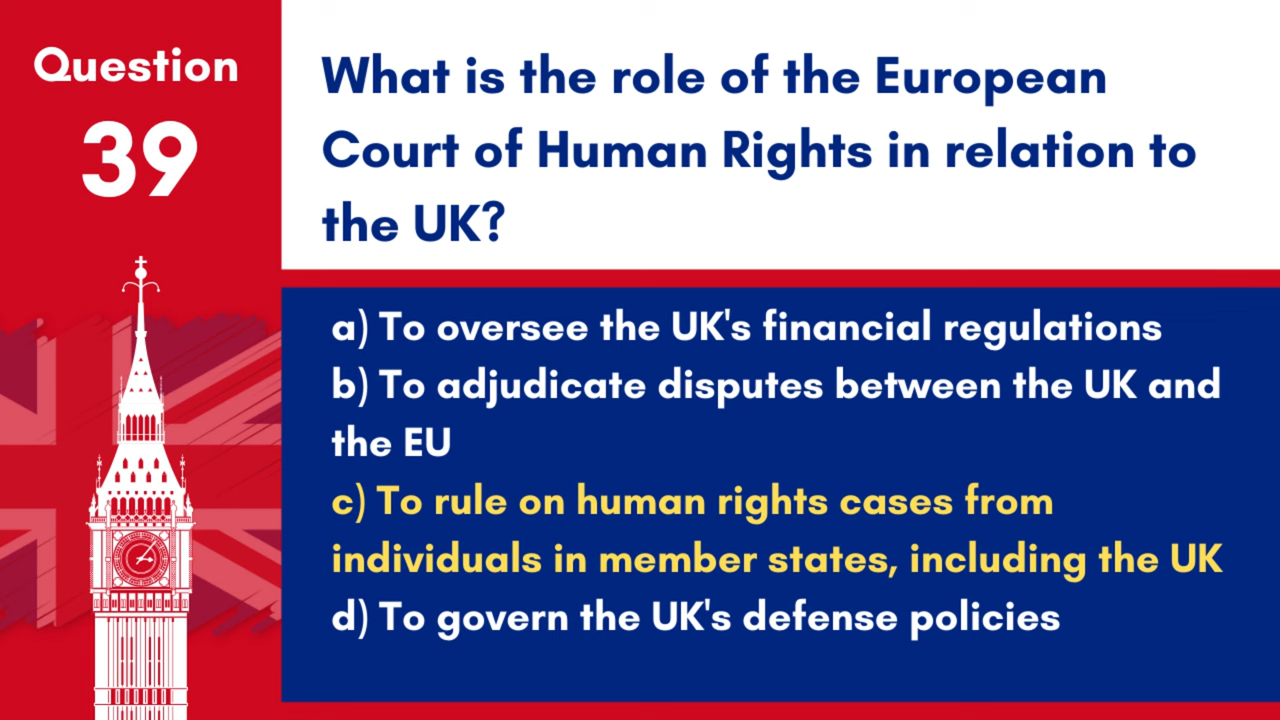 Question
39
What is the role of the European
Court of Human Rights in relation to
the UK?
a) To oversee the UK's financial regulations
b) To adjudicate disputes between the UK and
the EU
c) To rule on human rights cases from
individuals in member states, including the UK
d) To govern the UK's defense policies